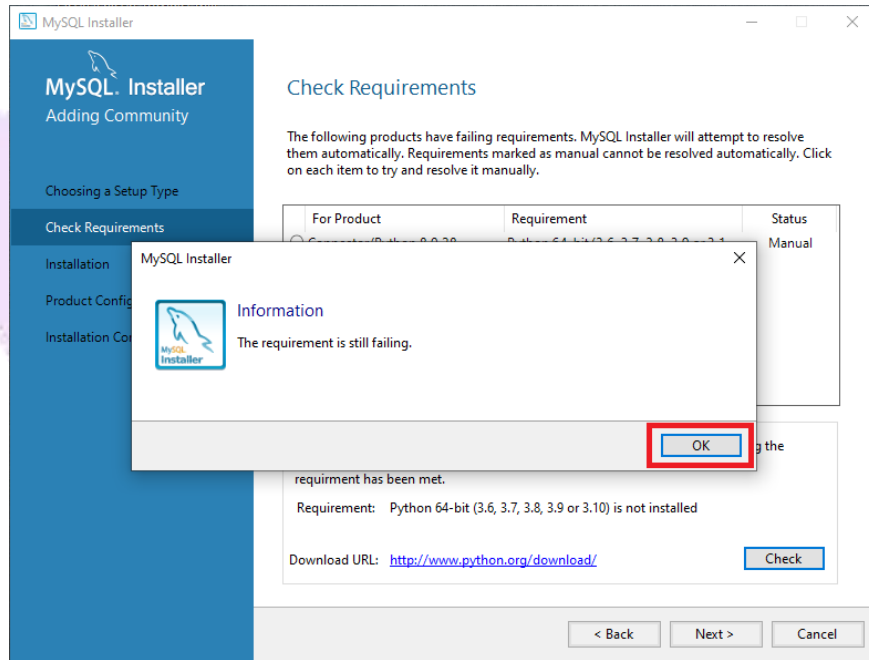 MySQL Installer
MySQL. Installer
Adding Community
Choosing a Setup Type
Check Requirements
Installation
Product Config
Installation Co
Check Requirements
The following products have failing requirements. MySQL Installer will attempt to resolve
them automatically. Requirements marked as manual cannot be resolved automatically. Click
on each item to try and resolve it manually.
For Product Requirement Status
Manual
MySQL Installer
Information
The requirement is still failing.
MySQL
Installer
OK
g the
requirment has been met.
Requirement: Python 64-bit (3.6, 3.7, 3.8, 3.9 or 3.10) is not installed
Download URL: http://www.python.org/download/
Check
< Back Next > Cancel